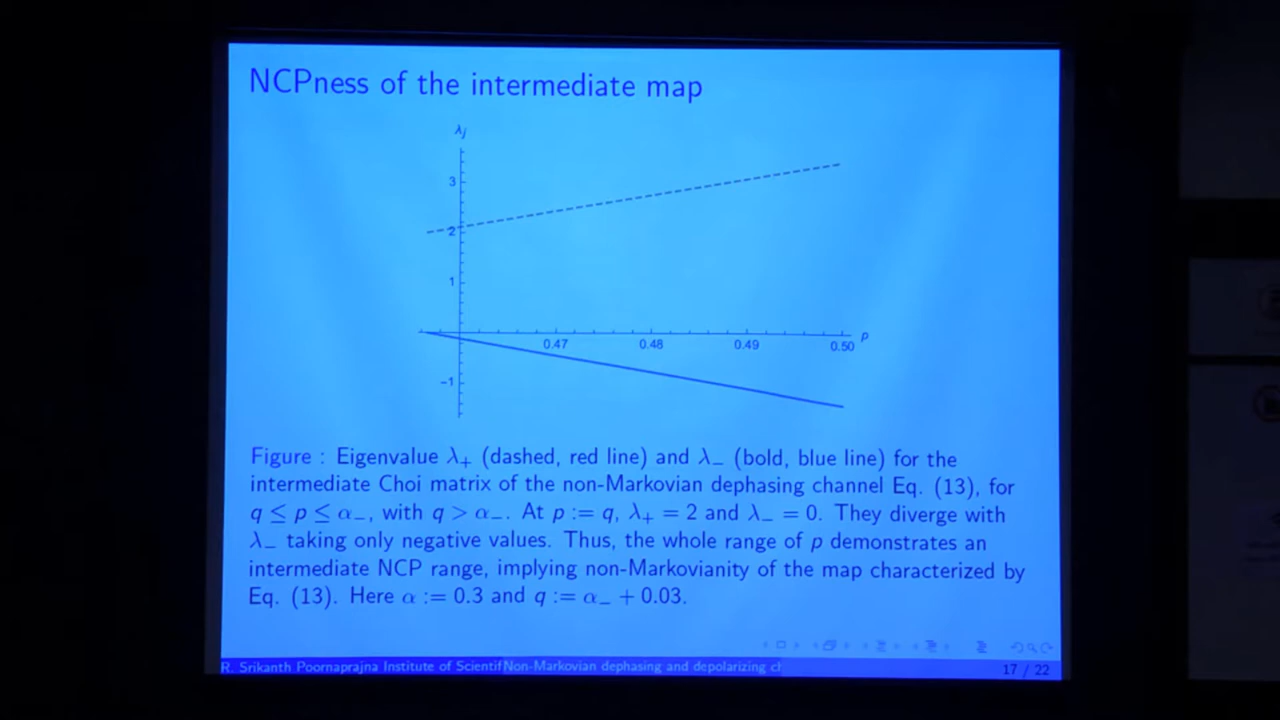 NCPness of the intermediate map
λj
3
2
1
-1
0.47 0.48 0.49 0.50 p
Figure : Eigenvalue λ+ (dashed, red line) and λ− (bold, blue line) for the
intermediate Choi matrix of the non-Markovian dephasing channel Eq. (13), for
q ≤ p ≤ α−, with q > α−. At p := q, λ+ = 2 and λ− = 0. They diverge with
λ− taking only negative values. Thus, the whole range of p demonstrates an
intermediate NCP range, implying non-Markovianity of the map characterized by
Eq. (13). Here α := 0.3 and q := α− + 0.03.
R. Srikanth Poornaprajna Institute of Scientif Non-Markovian dephasing and depolarizing ch
17 / 22